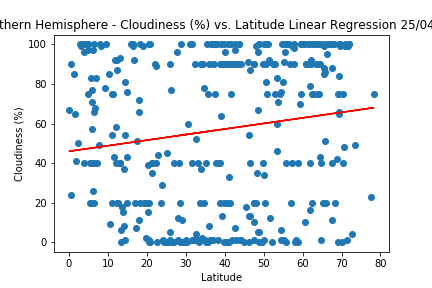 thern Hemisphere - Cloudiness (%) vs. Latitude Linear Regression 25/04
100
80
60
40
20
0
Cloudiness (%)
0 10 20 30 40 50 60 70 80
Latitude